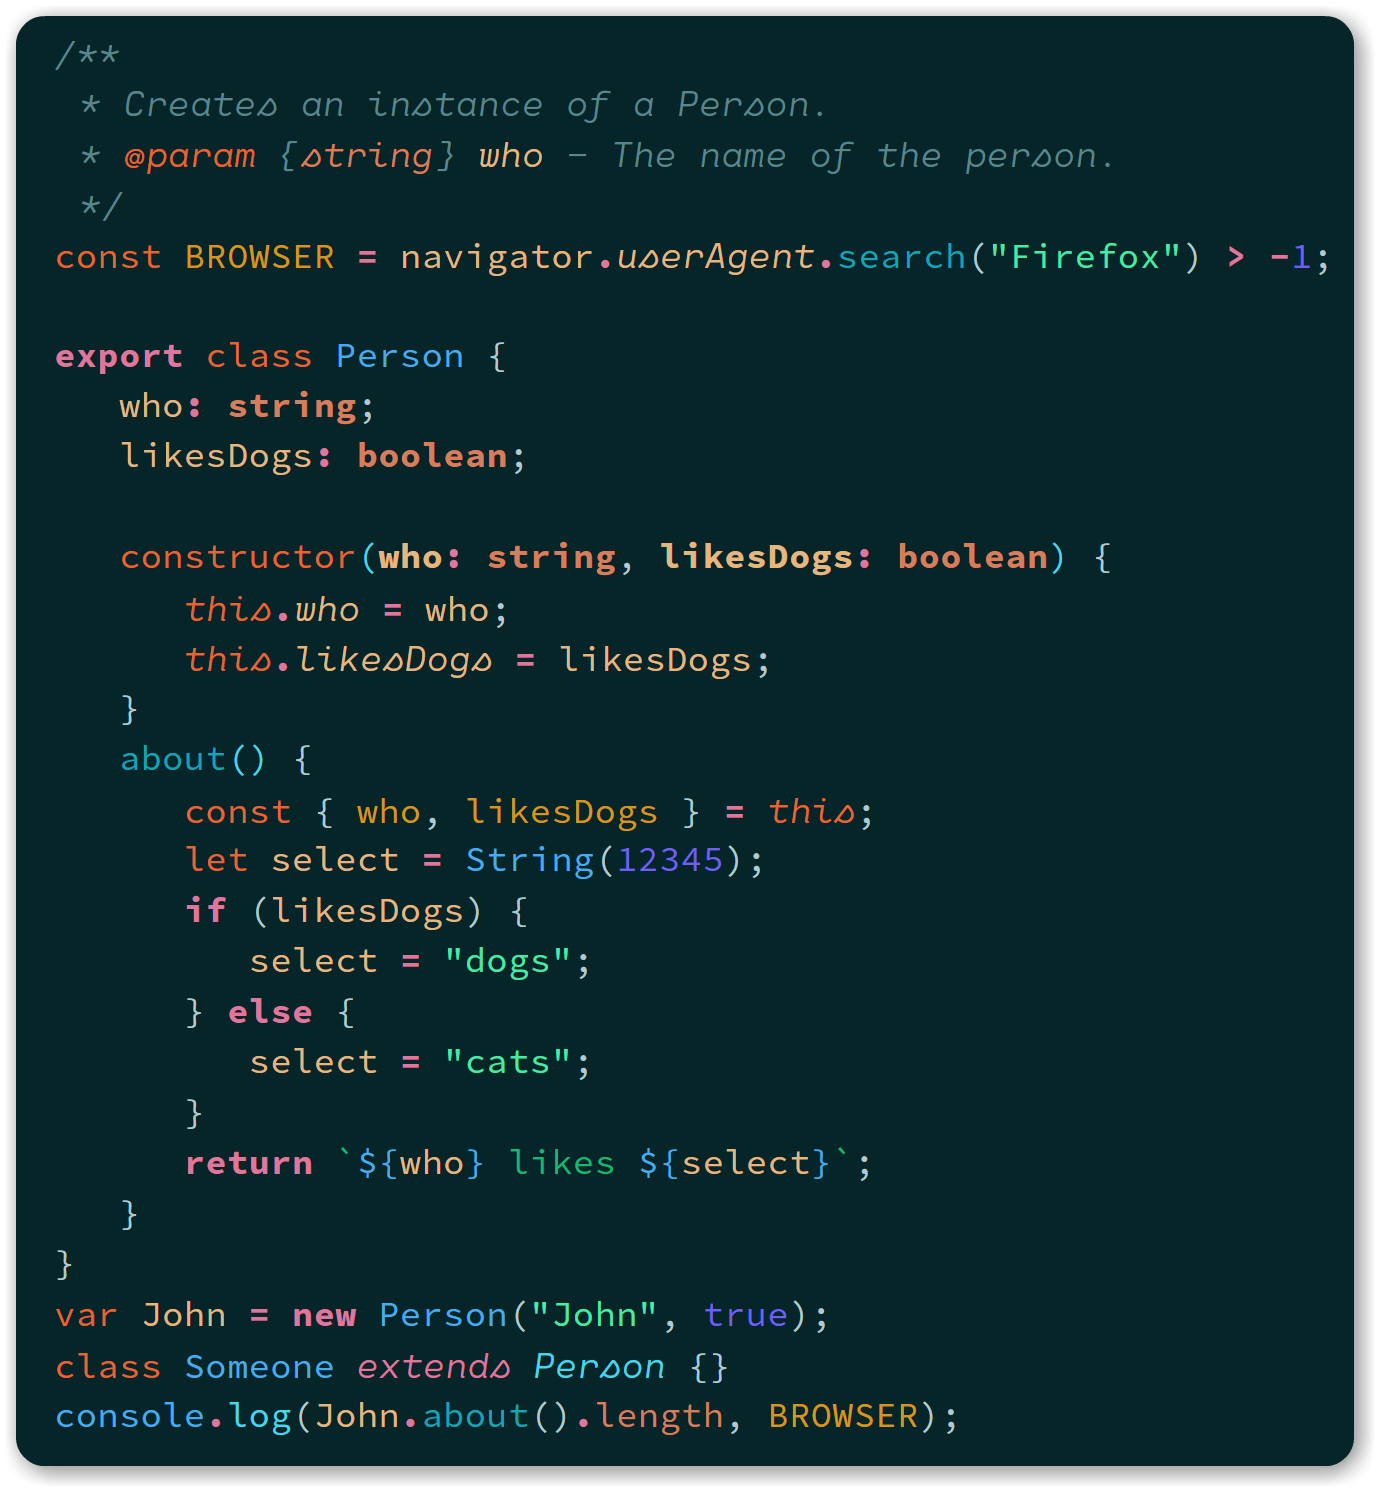 /**
 * Creates an instance of a Person.
 * @param {string} who - The name of the person.
 */
const BROWSER = navigator.userAgent.search("Firefox") > -1;

export class Person {
   who: string;
   likesDogs: boolean;

   constructor(who: string, likesDogs: boolean) {
      this.who = who;
      this.likesDogs = likesDogs;
   }
   about() {
      const { who, likesDogs } = this;
      let select = String(12345);
      if (likesDogs) {
         select = "dogs";
      } else {
         select = "cats";
      }
      return `${who} likes ${select}`;
   }
}
var John = new Person("John", true);
class Someone extends Person {}
console.log(John.about().length, BROWSER);